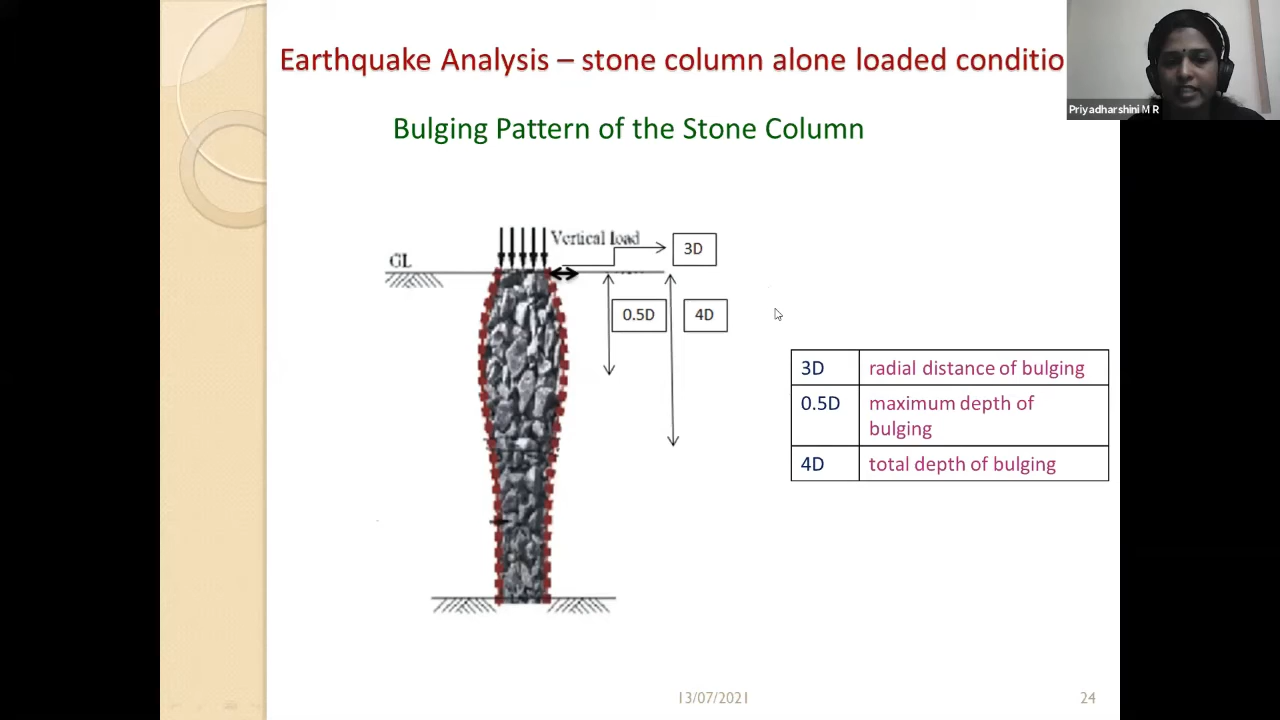 Earthquake Analysis – stone column alone loaded conditio
Priyadharshini M R
Bulging Pattern of the Stone Column
Vertical load
3D
GL
0.5D
4D
3D radial distance of bulging
0.5D maximum depth of
bulging
4D total depth of bulging
13/07/2021
24